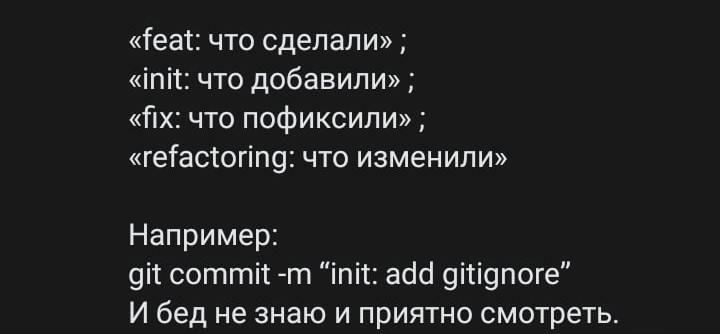 «feat: что сделали» ;
«init: что добавили» ;
«fix: что пофиксили» ;
«refactoring: что изменили»
Например:
git commit -m “init: add gitignore”
И бед не знаю и приятно смотреть.